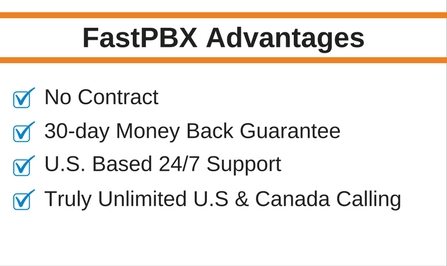 FastPBX Advantages
No Contract
30-day Money Back Guarantee
U.S. Based 24/7 Support
Truly Unlimited U.S & Canada Calling